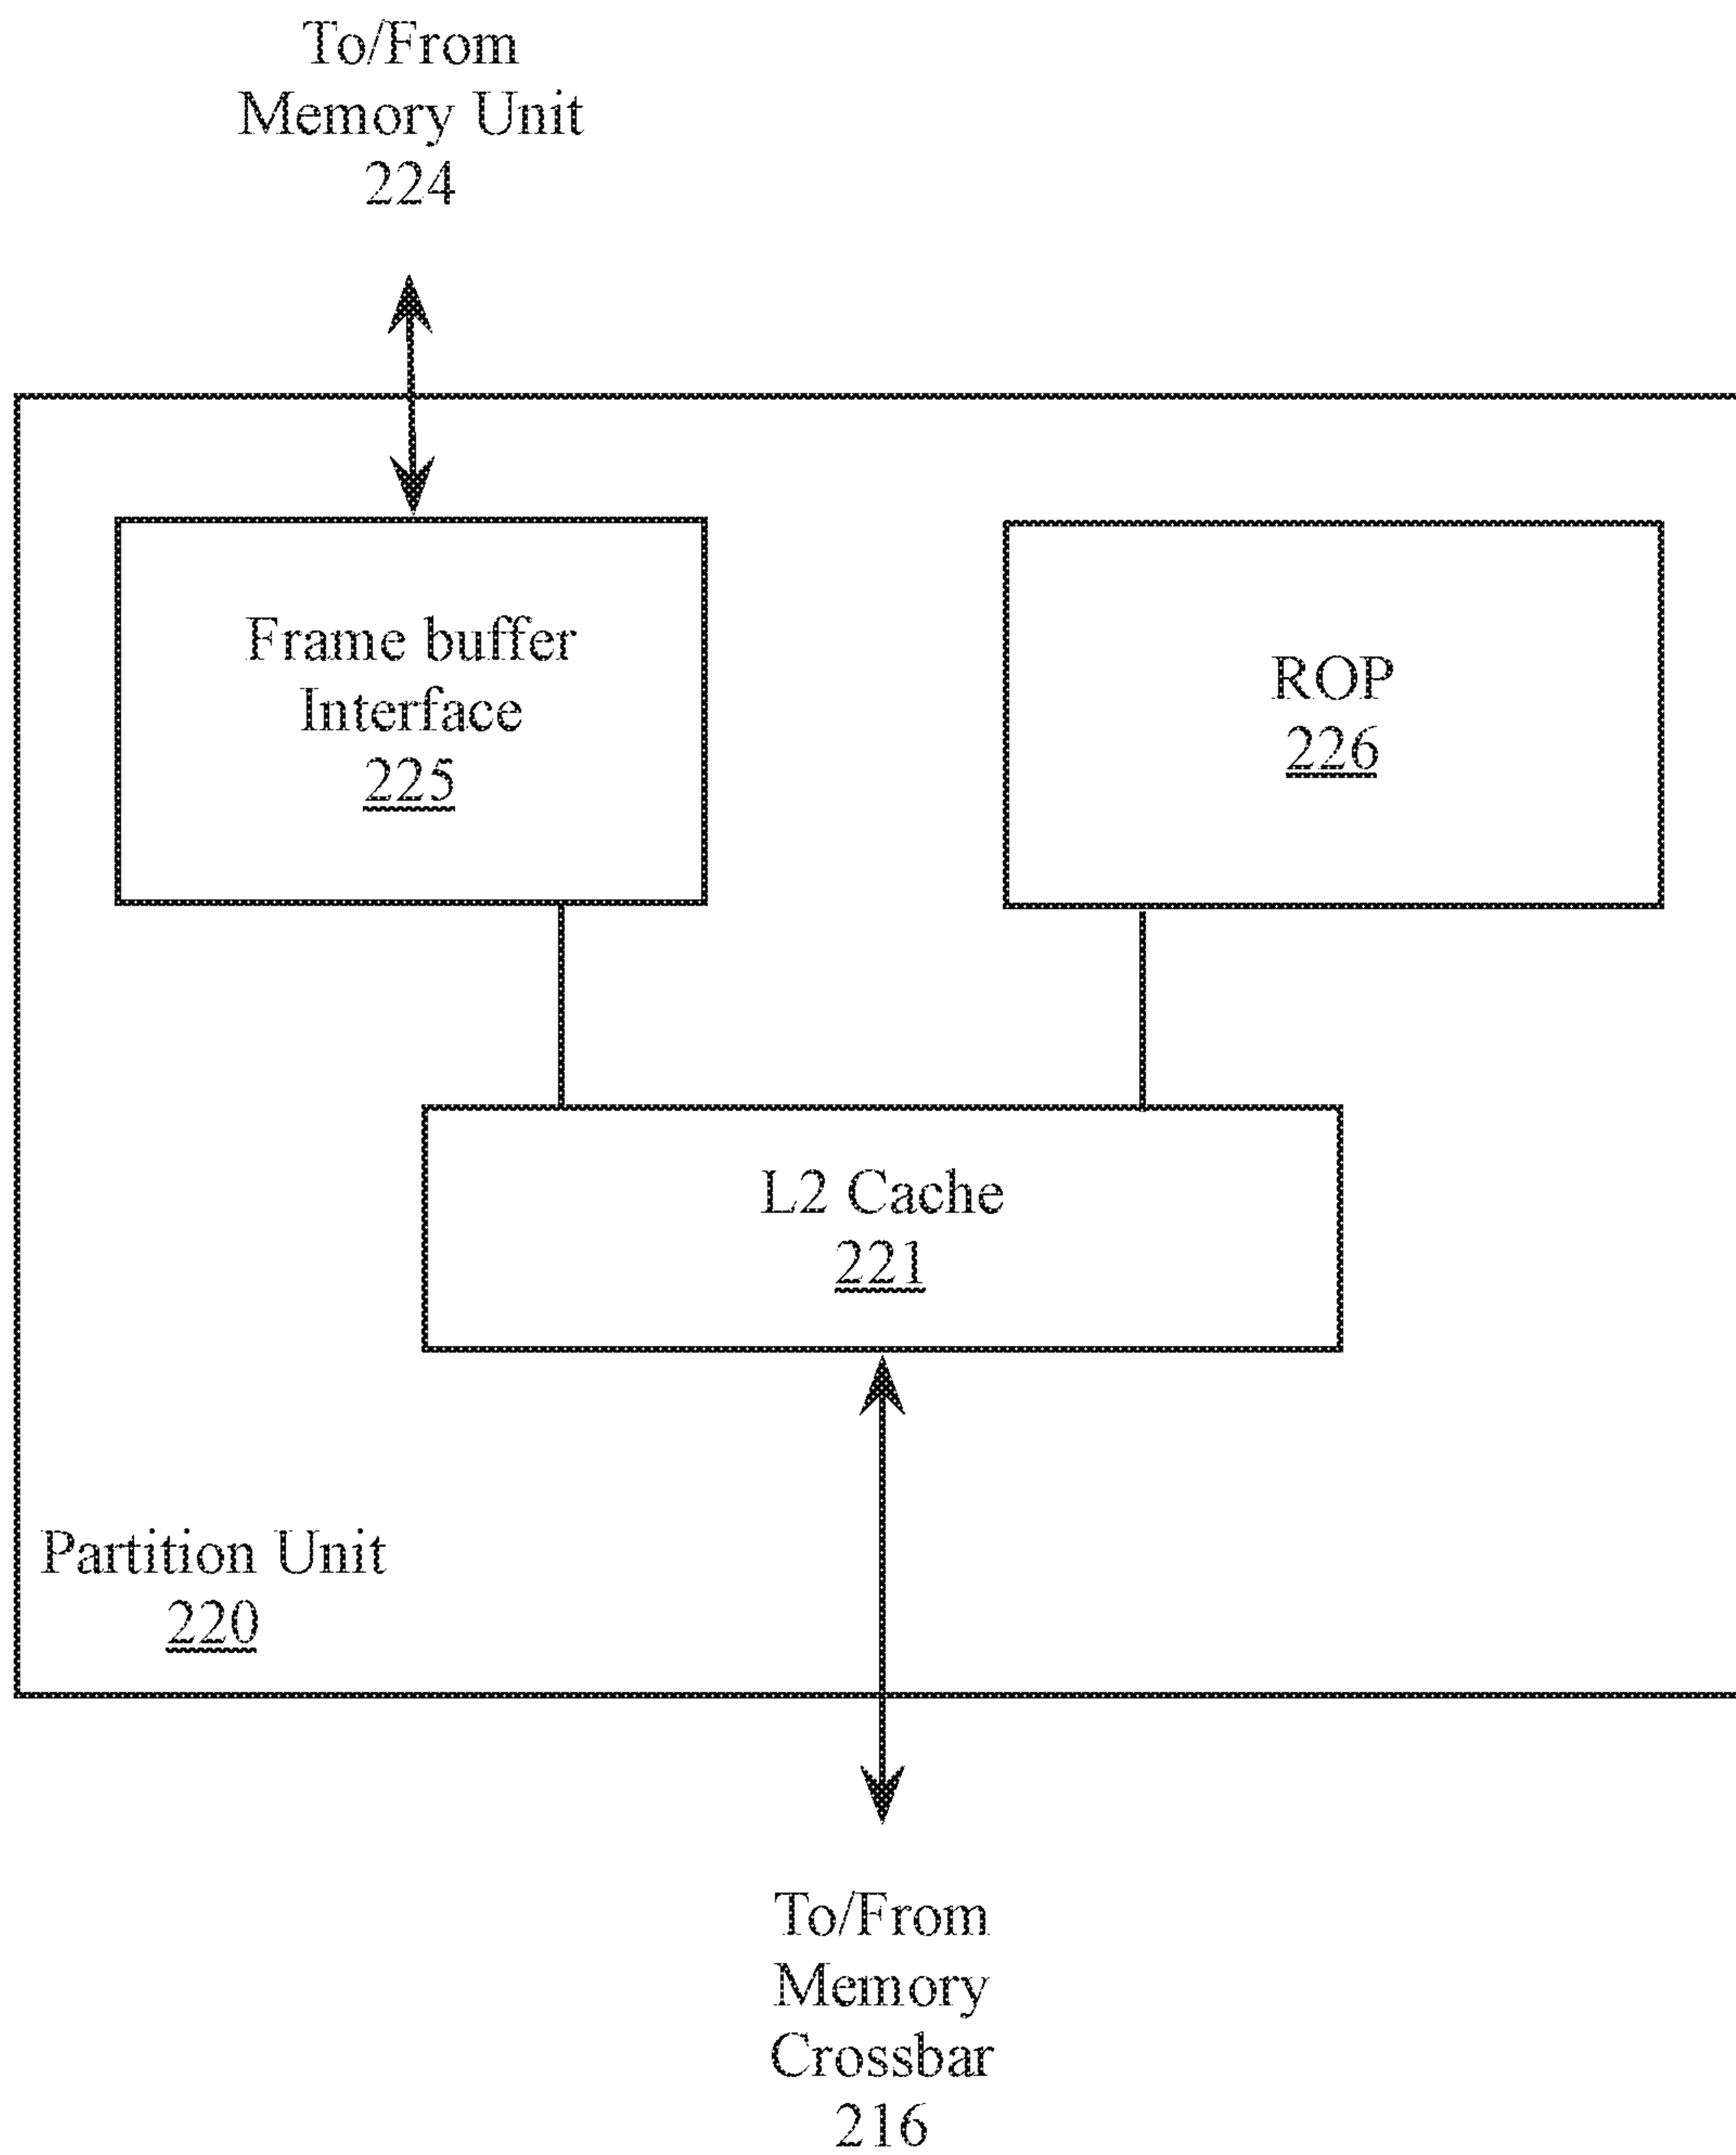 To/From
Memory Unit
224
Frame buffer
Interface
225
ROP
226
L2 Cache
221
Partition Unit
220
To/From
Memory
Crossbar
216